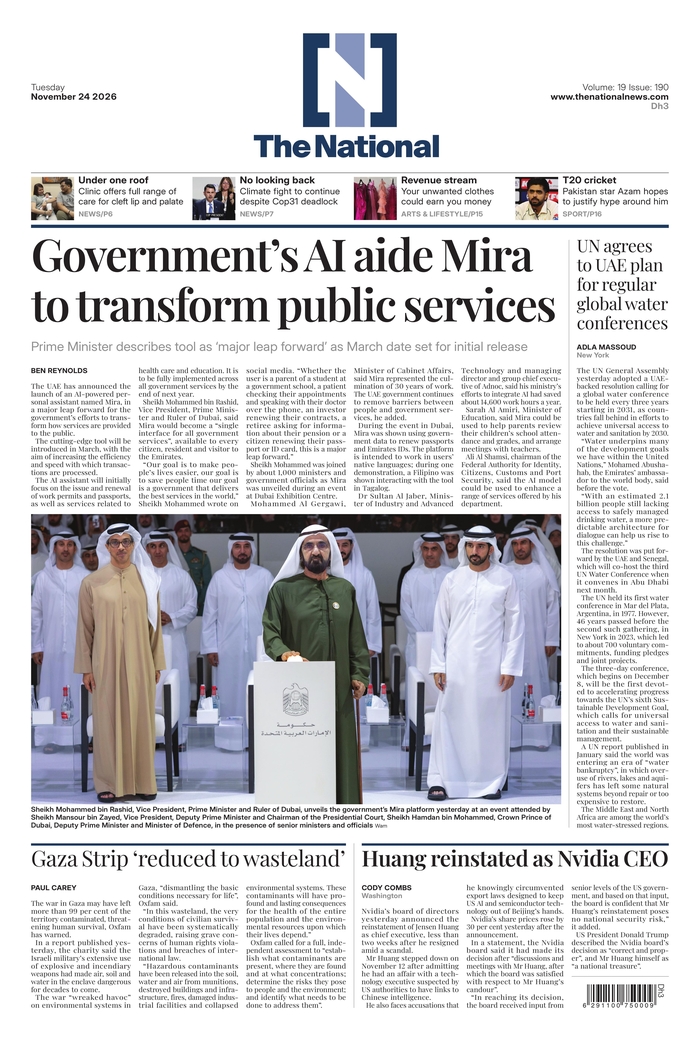 Tuesday
November 24 2026
N
The National
Volume: 19 Issue: 190
www.thenationalnews.com
Dh3
Under one roof
Clinic offers full range of
care for cleft lip and palate
NEWS/P6
No looking back
Climate fight to continue
despite Cop31 deadlock
NEWS/P7
Revenue stream
Your unwanted clothes
could earn you money
ARTS & LIFESTYLE/P15
T20 cricket
Pakistan star Azam hopes
to justify hype around him
SPORT/P16
Government’s AI aide Mira
to transform public services
Prime Minister describes tool as ‘major leap forward’ as March date set for initial release
BEN REYNOLDS
The UAE has announced the
launch of an AI-powered per-
sonal assistant named Mira, in
a major leap forward for the
government’s efforts to trans-
form how services are provided
to the public.
The cutting-edge tool will be
introduced in March, with the
aim of increasing the efficiency
and speed with which transac-
tions are processed.
The AI assistant will initially
focus on the issue and renewal
of work permits and passports,
as well as services related to
health care and education. It is
to be fully implemented across
all government services by the
end of next year.
Sheikh Mohammed bin Rashid,
Vice President, Prime Minis-
ter and Ruler of Dubai, said
Mira would become a “single
interface for all government
services”, available to every
citizen, resident and visitor to
the Emirates.
“Our goal is to make peo-
ple’s lives easier, our goal is
to save people time our goal
is a government that delivers
the best services in the world,”
Sheikh Mohammed wrote on
social media. “Whether the
user is a parent of a student at
a government school, a patient
checking their appointments
and speaking with their doctor
over the phone, an investor
renewing their contracts, a
retiree asking for informa-
tion about their pension or a
citizen renewing their pass-
port or ID card, this is a major
leap forward.”
Sheikh Mohammed was joined
by about 1,000 ministers and
government officials as Mira
was unveiled during an event
at Dubai Exhibition Centre.
Mohammad Al Gergawi,
Minister of Cabinet Affairs,
said Mira represented the cul-
mination of 30 years of work.
The UAE government continues
to remove barriers between
people and government ser-
vices, he added.
During the event in Dubai,
Mira was shown using govern-
ment data to renew passports
and Emirates IDs. The platform
is intended to work in users’
native languages; during one
demonstration, a Filipino was
shown interacting with the tool
in Tagalog.
Dr Sultan Al Jaber, Minis-
ter of Industry and Advanced
Technology and managing
director and group chief execu-
tive of Adnoc, said his ministry’s
efforts to integrate AI had saved
about 14,600 work hours a year.
Sarah Al Amiri, Minister of
Education, said Mira could be
used to help parents review
their children’s school atten-
dance and grades, and arrange
meetings with teachers.
Ali Al Shamsi, chairman of the
Federal Authority for Identity,
Citizens, Customs and Port
Security, said the AI model
could be used to enhance a
range of services offered by his
department.
حكومة
الإمارات العربية المتحدة
Sheikh Mohammed bin Rashid, Vice President, Prime Minister and Ruler of Dubai, unveils the government’s Mira platform yesterday at an event attended by
Sheikh Mansour bin Zayed, Vice President, Deputy Prime Minister and Chairman of the Presidential Court, Sheikh Hamdan bin Mohammed, Crown Prince of
Dubai, Deputy Prime Minister and Minister of Defence, in the presence of senior ministers and officials Wam
UN agrees
to UAE plan
for regular
global water
conferences
ADLA MASSOUD
New York
The UN General Assembly
yesterday adopted a UAE-
backed resolution calling for
a global water conference
to be held every three years
starting in 2031, as coun-
tries fall behind in efforts to
achieve universal access to
water and sanitation by 2030.
“Water underpins many
of the development goals
we have within the United
Nations,” Mohamed Abusha-
hab, the Emirates’ ambassa-
dor to the world body, said
before the vote.
“With an estimated 2.1
billion people still lacking
access to safely managed
drinking water, a more pre-
dictable architecture for
dialogue can help us rise to
this challenge.”
The resolution was put for-
ward by the UAE and Senegal,
which will co-host the third
UN Water Conference when
it convenes in Abu Dhabi
next month.
The UN held its first water
conference in Mar del Plata,
Argentina, in 1977. However,
46 years passed before the
second such gathering, in
New York in 2023, which led
to about 700 voluntary com-
mitments, funding pledges
and joint projects.
The three-day conference,
which begins on December
8, will be the first devot-
ed to accelerating progress
towards the UN’s sixth Sus-
tainable Development Goal,
which calls for universal
access to water and sani-
tation and their sustainable
management.
A UN report published in
January said the world was
entering an era of “water
bankruptcy”, in which over-
use of rivers, lakes and aqui-
fers has left some natural
systems beyond repair or too
expensive to restore.
The Middle East and North
Africa are among the world’s
most water-stressed regions.
Gaza Strip ‘reduced to wasteland’
PAUL CAREY
The war in Gaza may have left
more than 99 per cent of the
territory contaminated, threat-
ening human survival, Oxfam
has warned.
In a report published yes-
terday, the charity said the
Israeli military’s extensive use
of explosive and incendiary
weapons had made air, soil and
water in the enclave dangerous
for decades to come.
The war “wreaked havoc”
on environmental systems in
Gaza, “dismantling the basic
conditions necessary for life”,
Oxfam said.
“In this wasteland, the very
conditions of civilian surviv-
al have been systematically
degraded, raising grave con-
cerns of human rights viola-
tions and breaches of inter-
national law.
“Hazardous contaminants
have been released into the soil,
water and air from munitions,
destroyed buildings and infra-
structure, fires, damaged indus-
trial facilities and collapsed
environmental systems. These
contaminants will have pro-
found and lasting consequences
for the health of the entire
population and the environ-
mental resources upon which
their lives depend.”
Oxfam called for a full, inde-
pendent assessment to “estab-
lish what contaminants are
present, where they are found
and at what concentrations;
determine the risks they pose
to people and the environment;
and identify what needs to be
done to address them”.
Huang reinstated as Nvidia CEO
CODY COMBS
Washington
Nvidia’s board of directors
yesterday announced the
reinstatement of Jensen Huang
as chief executive, less than
two weeks after he resigned
amid a scandal.
Mr Huang stepped down on
November 12 after admitting
he had an affair with a tech-
nology executive suspected by
US authorities to have links to
Chinese intelligence.
He also faces accusations that
he knowingly circumvented
export laws designed to keep
US AI and semiconductor tech-
nology out of Beijing’s hands.
Nvidia’s share prices rose by
30 per cent yesterday after the
announcement.
In a statement, the Nvidia
board said it had made its
decision after “discussions and
meetings with Mr Huang, after
which the board was satisfied
with respect to Mr Huang’s
candour”.
“In reaching its decision,
the board received input from
senior levels of the US govern-
ment, and based on that input,
the board is confident that Mr
Huang’s reinstatement poses
no national security risk,”
it added.
US President Donald Trump
described the Nvidia board’s
decision as “correct and prop-
er”, and Mr Huang himself as
“a national treasure”.
6 291100 750009
Dh3